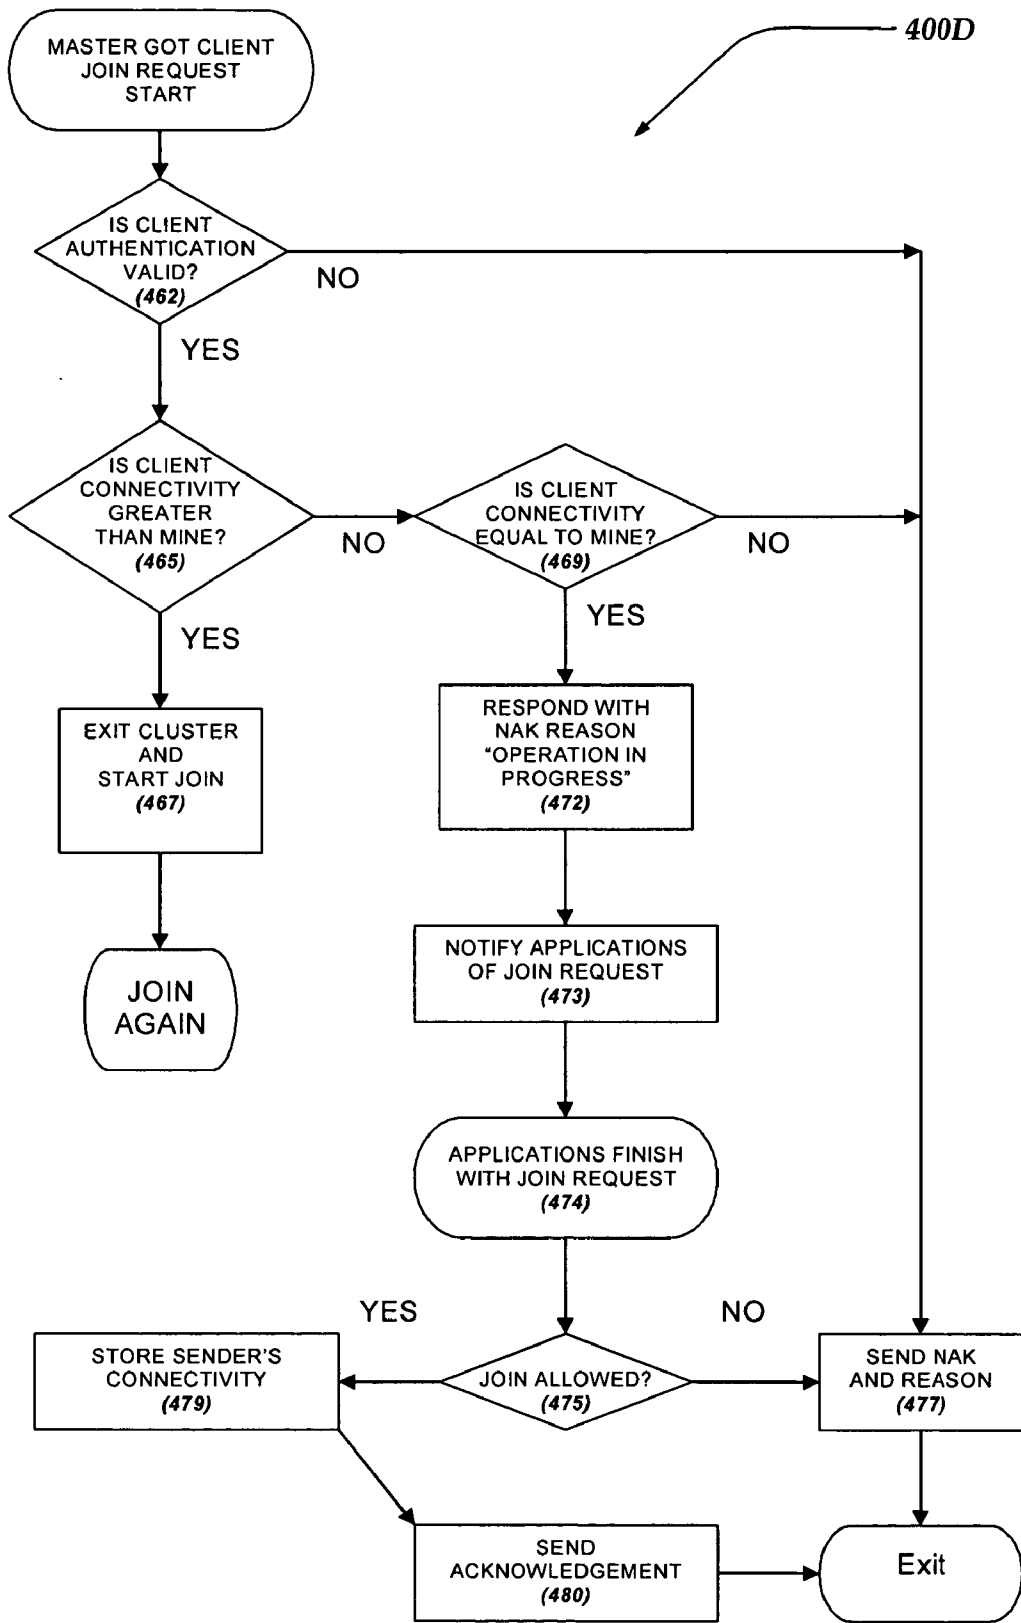 400D
MASTER GOT CLIENT
JOIN REQUEST
START
IS CLIENT
AUTHENTICATION
VALID?
(462)
NO
YES
IS CLIENT
CONNECTIVITY
GREATER
THAN MINE?
(465)
NO
YES
IS CLIENT
CONNECTIVITY
EQUAL TO MINE?
(469)
NO
YES
EXIT CLUSTER
AND
START JOIN
(467)
JOIN
AGAIN
RESPOND WITH
NAK REASON
"OPERATION IN
PROGRESS"
(472)
NOTIFY APPLICATIONS
OF JOIN REQUEST
(473)
APPLICATIONS FINISH
WITH JOIN REQUEST
(474)
YES
NO
STORE SENDER'S
CONNECTIVITY
(479)
JOIN ALLOWED?
(475)
SEND NAK
AND REASON
(477)
SEND
ACKNOWLEDGEMENT
(480)
Exit